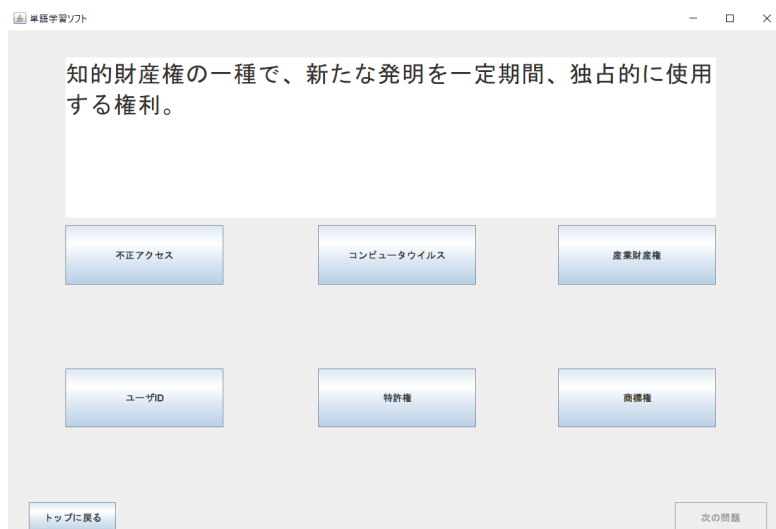 単語学習ソフト
知的財産権の一種で、新たな発明を一定期間、独占的に使用
する権利。
不正アクセス
コンピュータウイルス
産業財産権
ユーザID
特許権
商標権
トップに戻る
次の問題